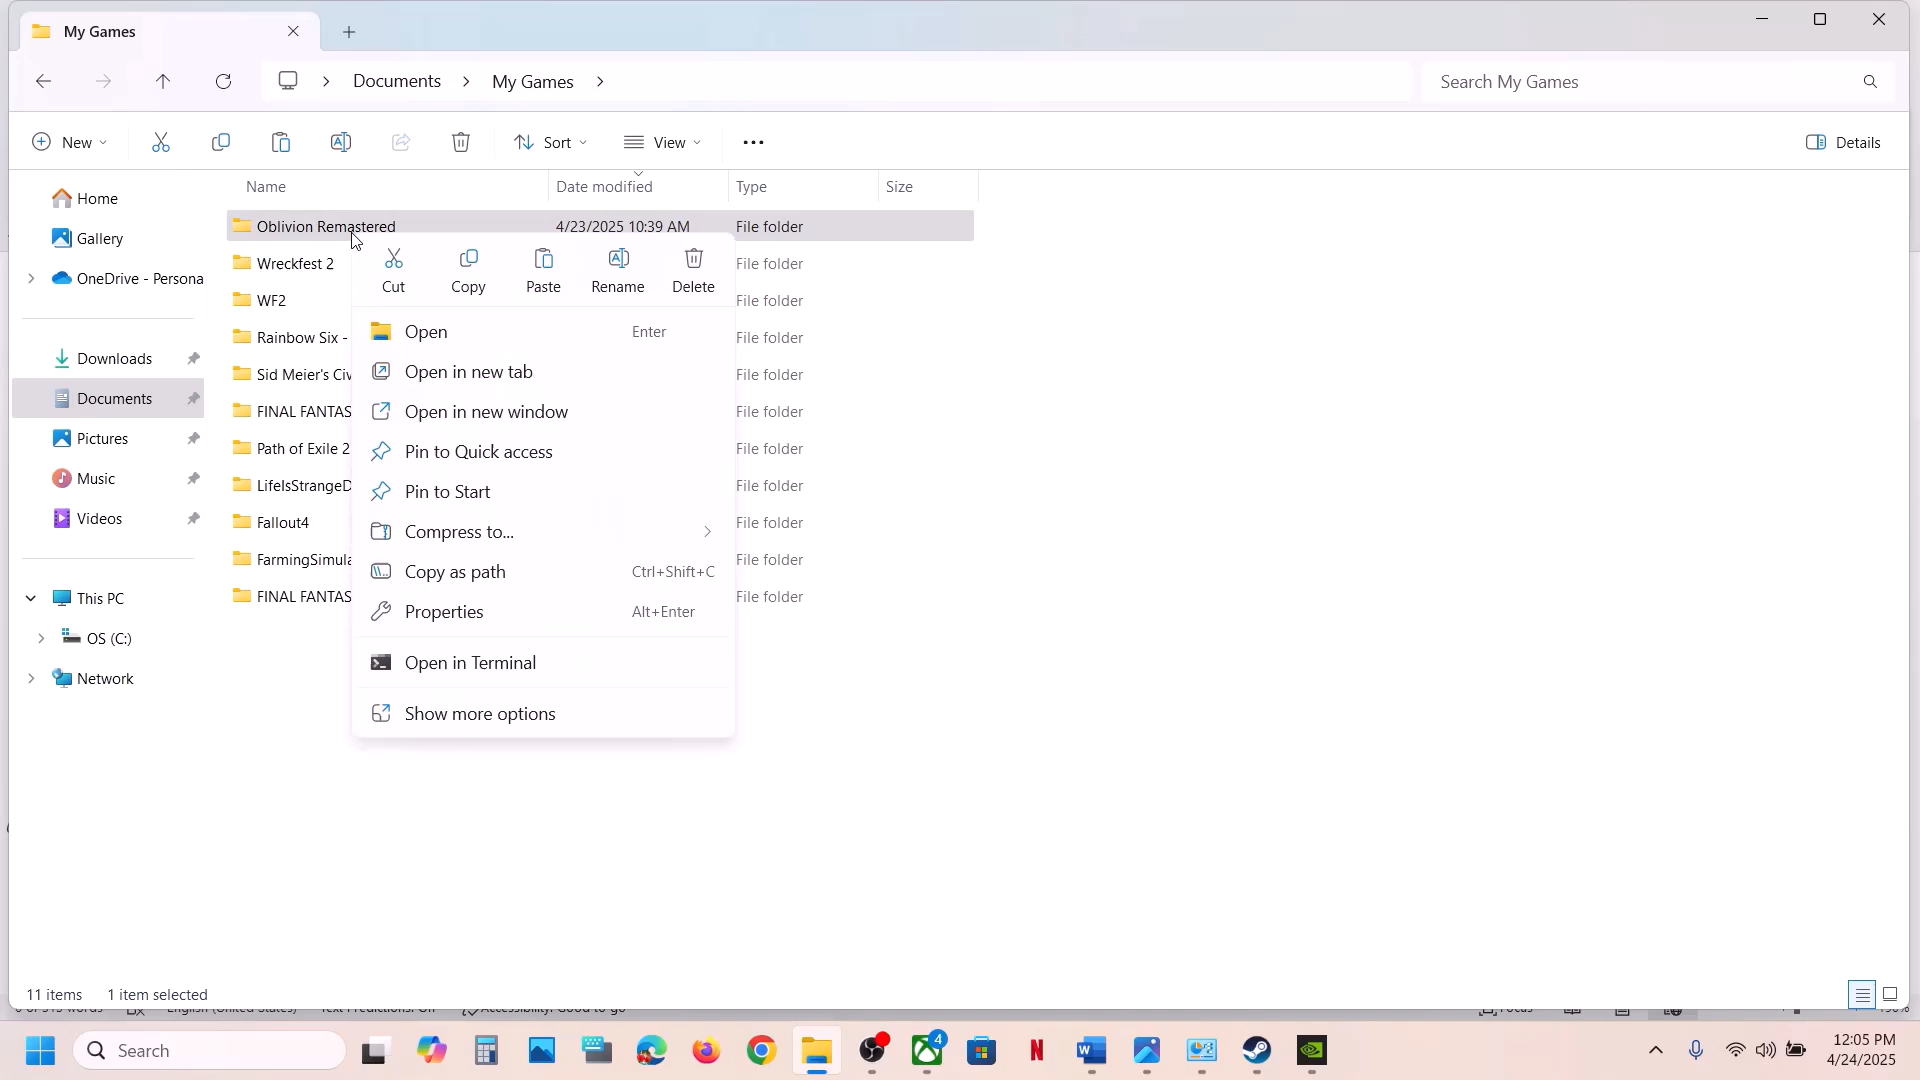 My Games
Documents
My Games
Search My Games
New
Sort
View
Details
Name
Date modified
Type
Size
Home
Gallery
OneDrive - Persona
Downloads
Documents
Pictures
Music
Videos
This PC
OS (C:)
Network
Oblivion Remastered
4/23/2025 10:39 AM
File folder
Wreckfest 2
File folder
WF2
File folder
Rainbow Six -
File folder
Sid Meier's Civ
File folder
FINAL FANTAS
File folder
Path of Exile 2
File folder
LifeIsStrangeD
File folder
Fallout4
File folder
FarmingSimula
File folder
FINAL FANTAS
File folder
Cut
Copy
Paste
Rename
Delete
Open
Enter
Open in new tab
Open in new window
Pin to Quick access
Pin to Start
Compress to...
Copy as path
Ctrl+Shift+C
Properties
Alt+Enter
Open in Terminal
Show more options
11 items
1 item selected
Search
4
12:05 PM
4/24/2025